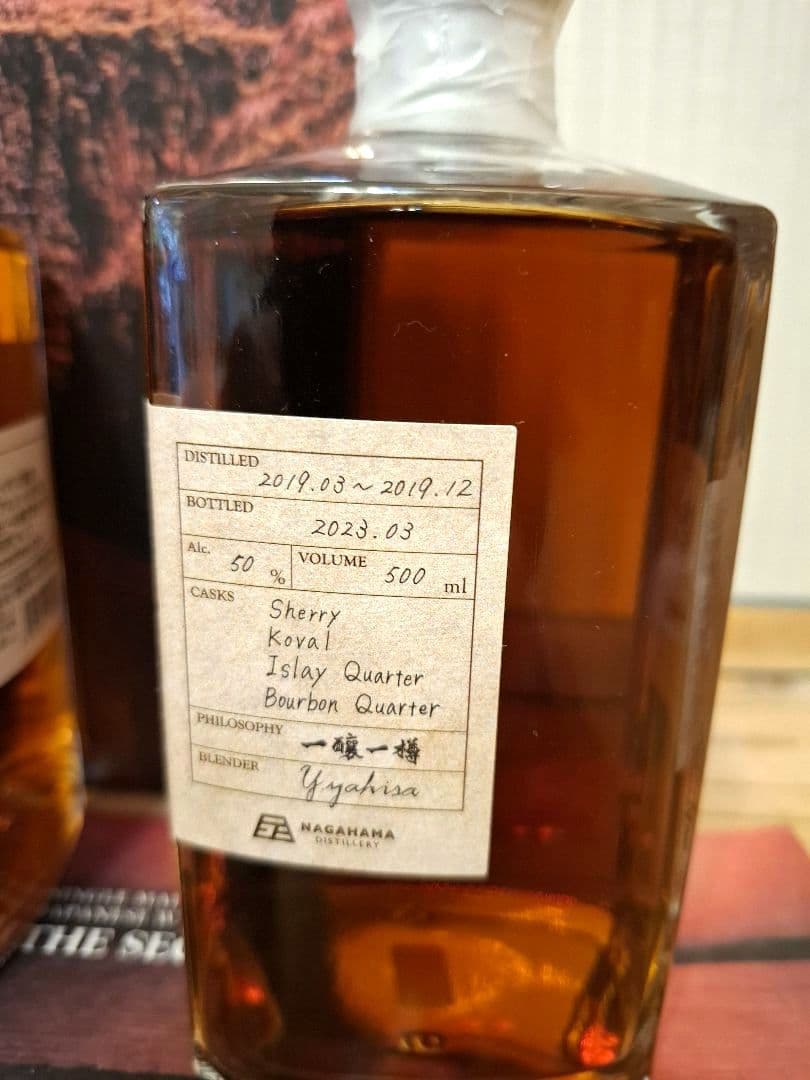 DISTILLED
2019.03~2019.12
BOTTLED
2023.03
Alc. 50 % VOLUME 500 ml
CASKS
Sherry
Koval
Islay Quarter
Bourbon Quarter
PHILOSOPHY 一醸一樽
BLENDER Yyahisa
NAGAHAMA
DISTILLERY
THE